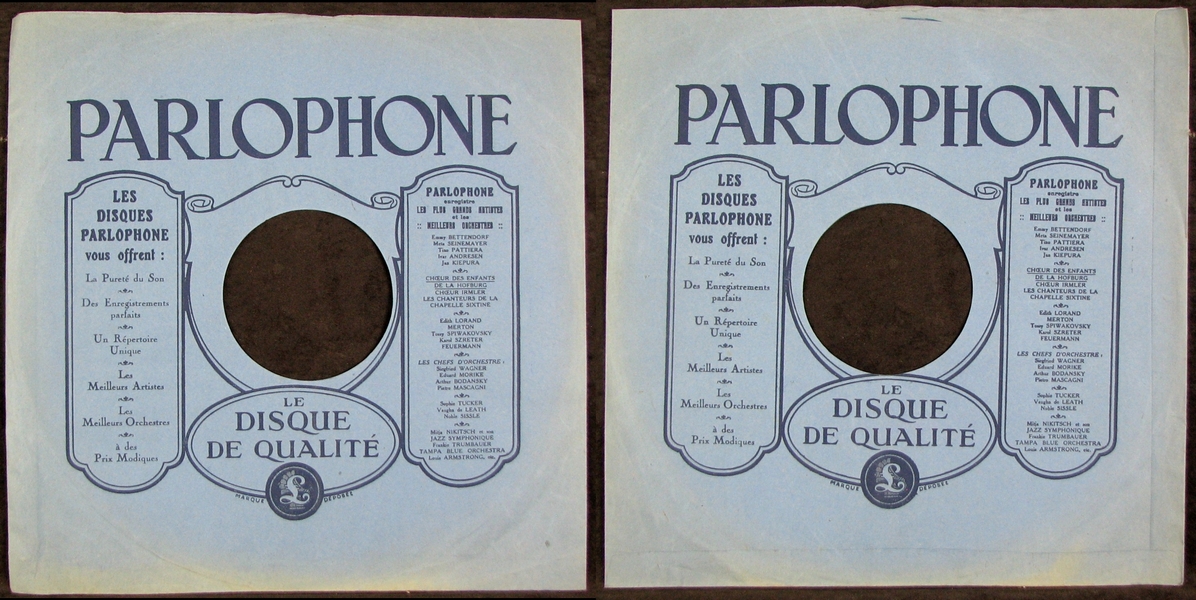 PARLOPHONE
LES
DISQUES
PARLOPHONE
vous offrent :
La Pureté du Son
Des Enregistrements
parfaits
Un Répertoire
Unique
Les
Meilleurs Artistes
Les
Meilleurs Orchestres
à des
Prix Modiques
LE
DISQUE
DE QUALITÉ
MARQUE DÉPOSÉE
PARLOPHONE
enregistre
LES PLUS GRANDS ARTISTES
et les
:: MEILLEURS ORCHESTRES ::
Emmy BETTENDORF
Meta SEINEMAYER
Tino PATTIERA
Ivar ANDRESEN
Jan KIEPURA
CHŒUR DES ENFANTS
DE LA HOFBURG
CHŒUR IRMLER
LES CHANTEURS DE LA
CHAPELLE SIXTINE
Edith LORAND
MERTON
Tossy SPIWAKOVSKY
Karol SZRETER
FEUERMANN
LES CHEFS D'ORCHESTRE :
Siegfried WAGNER
Eduard MORIKE
Arthur BODANSKY
Pietro MASCAGNI
Sophie TUCKER
Vaughn de LEATH
Noble SISSLE
Mitja NIKITSCH et son
JAZZ SYMPHONIQUE
Frankie TRUMBAUER
TAMPA BLUE ORCHESTRA
Louis ARMSTRONG, etc.
PARLOPHONE
LES
DISQUES
PARLOPHONE
vous offrent :
La Pureté du Son
Des Enregistrements
parfaits
Un Répertoire
Unique
Les
Meilleurs Artistes
Les
Meilleurs Orchestres
à des
Prix Modiques
LE
DISQUE
DE QUALITÉ
MARQUE DÉPOSÉE
PARLOPHONE
enregistre
LES PLUS GRANDS ARTISTES
et les
:: MEILLEURS ORCHESTRES ::
Emmy BETTENDORF
Meta SEINEMAYER
Tino PATTIERA
Ivar ANDRESEN
Jan KIEPURA
CHŒUR DES ENFANTS
DE LA HOFBURG
CHŒUR IRMLER
LES CHANTEURS DE LA
CHAPELLE SIXTINE
Edith LORAND
MERTON
Tossy SPIWAKOVSKY
Karol SZRETER
FEUERMANN
LES CHEFS D'ORCHESTRE :
Siegfried WAGNER
Eduard MORIKE
Arthur BODANSKY
Pietro MASCAGNI
Sophie TUCKER
Vaughn de LEATH
Noble SISSLE
Mitja NIKITSCH et son
JAZZ SYMPHONIQUE
Frankie TRUMBAUER
TAMPA BLUE ORCHESTRA
Louis ARMSTRONG, etc.